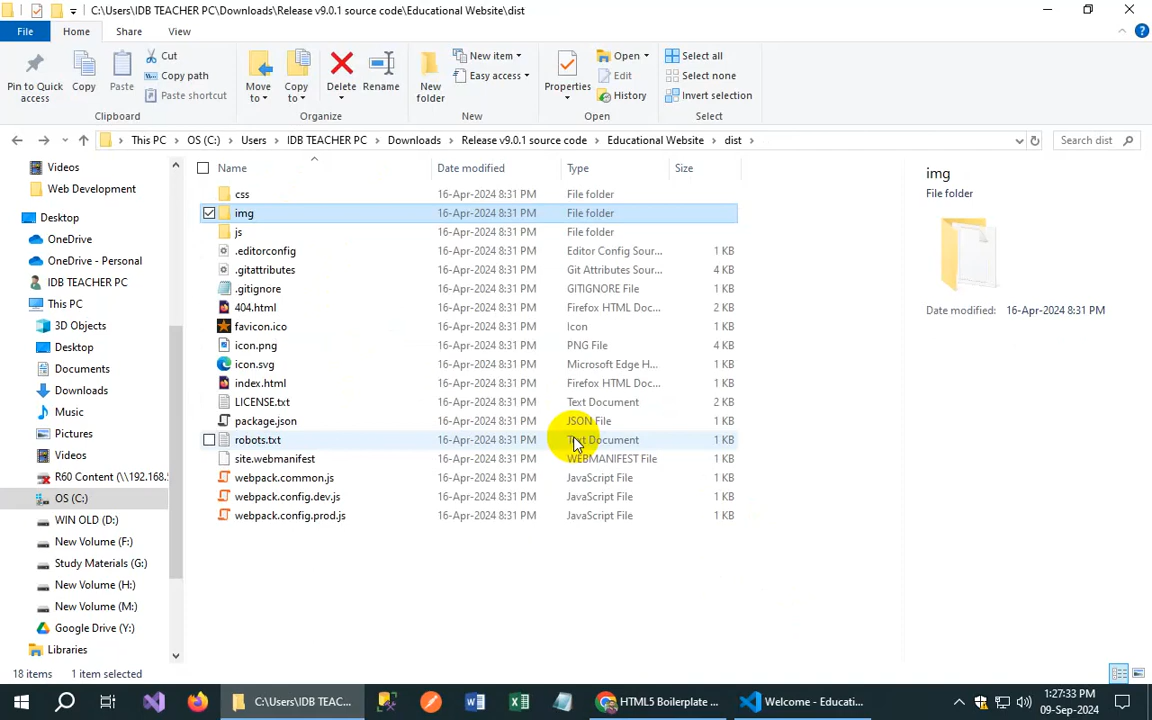 C:\Users\IDB TEACHER PC\Downloads\Release v9.0.1 source code\Educational Website\dist
File Home Share View
Pin to Quick access
Copy
Paste
Cut
Copy path
Paste shortcut
Move to
Copy to
Delete
Rename
New folder
New item
Easy access
Properties
Open
Edit
History
Select all
Select none
Invert selection
Clipboard Organize New Open Select
This PC > OS (C:) > Users > IDB TEACHER PC > Downloads > Release v9.0.1 source code > Educational Website > dist >
Search dist
Videos
Web Development
Desktop
OneDrive
OneDrive - Personal
IDB TEACHER PC
This PC
3D Objects
Desktop
Documents
Downloads
Music
Pictures
Videos
R60 Content (\\192.168.
OS (C:)
WIN OLD (D:)
New Volume (F:)
Study Materials (G:)
New Volume (H:)
New Volume (M:)
Google Drive (Y:)
Libraries
Name Date modified Type Size
css 16-Apr-2024 8:31 PM File folder
img 16-Apr-2024 8:31 PM File folder
js 16-Apr-2024 8:31 PM File folder
.editorconfig 16-Apr-2024 8:31 PM Editor Config Sour... 1 KB
.gitattributes 16-Apr-2024 8:31 PM Git Attributes Sour... 4 KB
.gitignore 16-Apr-2024 8:31 PM GITIGNORE File 1 KB
404.html 16-Apr-2024 8:31 PM Firefox HTML Doc... 2 KB
favicon.ico 16-Apr-2024 8:31 PM Icon 1 KB
icon.png 16-Apr-2024 8:31 PM PNG File 4 KB
icon.svg 16-Apr-2024 8:31 PM Microsoft Edge H... 1 KB
index.html 16-Apr-2024 8:31 PM Firefox HTML Doc... 1 KB
LICENSE.txt 16-Apr-2024 8:31 PM Text Document 2 KB
package.json 16-Apr-2024 8:31 PM JSON File 1 KB
robots.txt 16-Apr-2024 8:31 PM Text Document 1 KB
site.webmanifest 16-Apr-2024 8:31 PM WEBMANIFEST File 1 KB
webpack.common.js 16-Apr-2024 8:31 PM JavaScript File 1 KB
webpack.config.dev.js 16-Apr-2024 8:31 PM JavaScript File 1 KB
webpack.config.prod.js 16-Apr-2024 8:31 PM JavaScript File 1 KB
img
File folder
Date modified: 16-Apr-2024 8:31 PM
18 items 1 item selected
C:\Users\IDB TEAC...
HTML5 Boilerplate ...
Welcome - Educati...
1:27:33 PM
09-Sep-2024